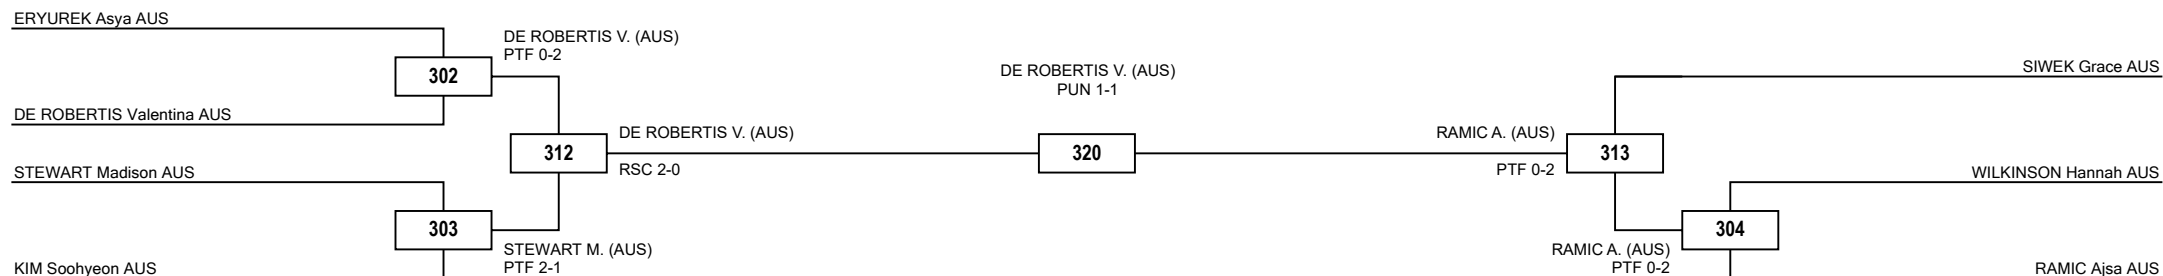 ERYUREK Asya AUS
DE ROBERTIS V. (AUS)
PTF 0-2
302
DE ROBERTIS Valentina AUS
DE ROBERTIS V. (AUS)
312
RSC 2-0
STEWART Madison AUS
303
STEWART M. (AUS)
PTF 2-1
KIM Soohyeon AUS
DE ROBERTIS V. (AUS)
PUN 1-1
320
SIWEK Grace AUS
RAMIC A. (AUS)
313
PTF 0-2
WILKINSON Hannah AUS
304
RAMIC A. (AUS)
PTF 0-2
RAMIC Ajsa AUS